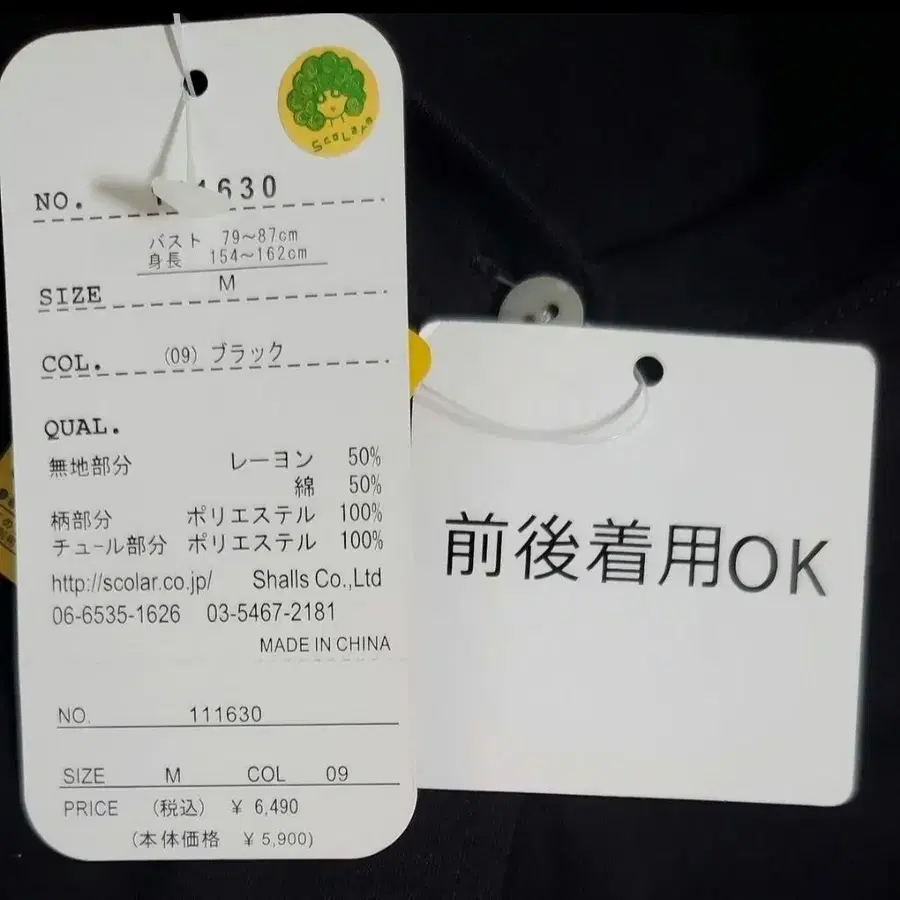 ScoLar
NO. 111630
バスト 79～87cm
身長 154～162cm
SIZE M
COL. (09) ブラック
QUAL.
無地部分 レーヨン 50%
綿 50%
柄部分 ポリエステル 100%
チュール部分 ポリエステル 100%
http://scolar.co.jp/ Shalls Co.,Ltd
06-6535-1626 03-5467-2181
MADE IN CHINA
NO. 111630
SIZE M COL 09
PRICE (税込) ¥ 6,490
(本体価格 ¥ 5,900)
前後着用OK